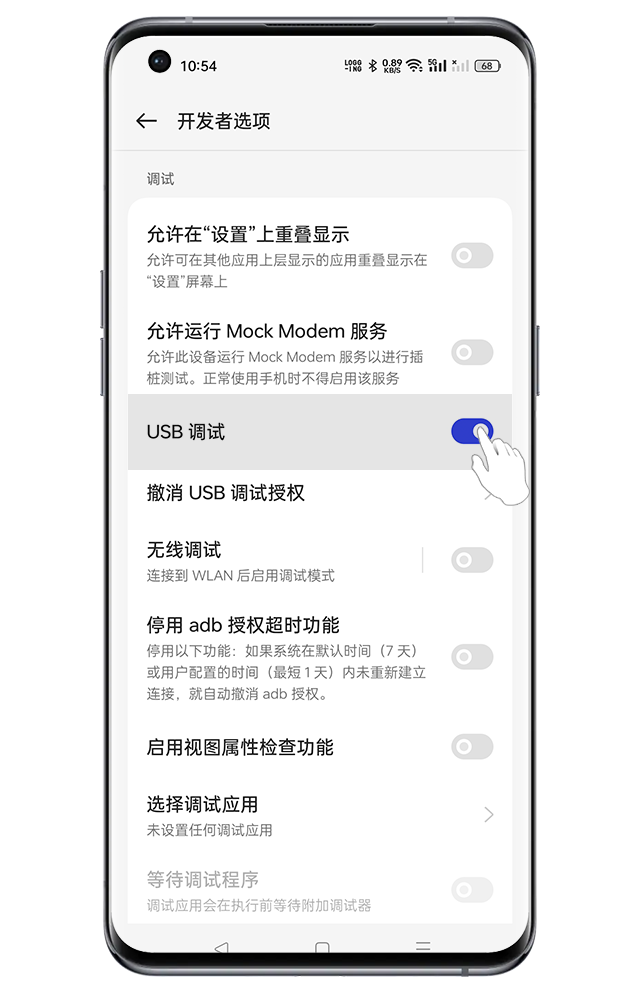 10:54
LOGG
-ING
0.89
KB/S
5G
68
开发者选项
调试
允许在“设置”上重叠显示
允许可在其他应用上层显示的应用重叠显示在
“设置”屏幕上
允许运行 Mock Modem 服务
允许此设备运行 Mock Modem 服务以进行插
桩测试。正常使用手机时不得启用该服务
USB 调试
撤消 USB 调试授权
无线调试
连接到 WLAN 后启用调试模式
停用 adb 授权超时功能
停用以下功能：如果系统在默认时间（7 天）
或用户配置的时间（最短 1 天）内未重新建立
连接，就自动撤消 adb 授权。
启用视图属性检查功能
选择调试应用
未设置任何调试应用
等待调试程序
调试应用会在执行前等待附加调试器